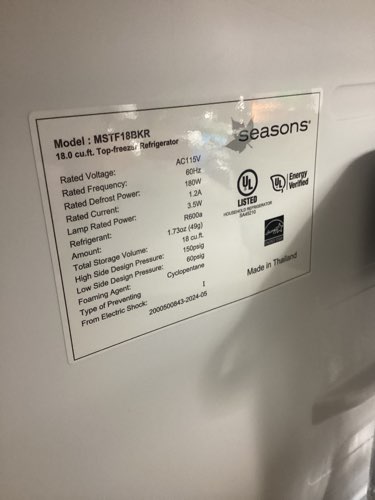 Model : MSTF18BKR
18.0 cu.ft. Top-freezer Refrigerator
seasons®
Rated Voltage: AC115V
Rated Frequency: 60Hz
Rated Defrost Power: 180W
Rated Current: 1.2A
Lamp Rated Power: 3.5W
Refrigerant: R600a
Amount: 1.73oz (49g)
Total Storage Volume: 18 cu.ft.
High Side Design Pressure: 150psig
Low Side Design Pressure: 60psig
Foaming Agent: Cyclopentane
Type of Preventing
From Electric Shock: I
2000500843-2024-05
UL
LISTED
HOUSEHOLD REFRIGERATOR
SA45210
UL Energy
Verified
Made in Thailand